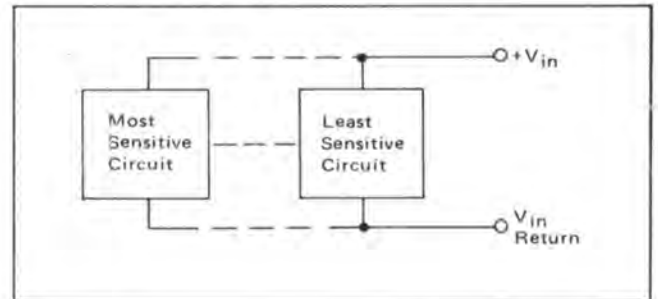 Most
Sensitive
Circuit
Least
Sensitive
Circuit
+Vin
Vin
Return